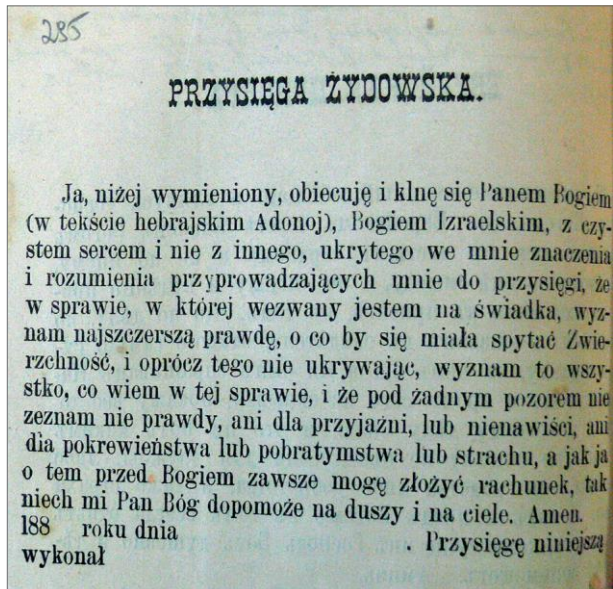 285
PRZYSIĘGA ŻYDOWSKA.
Ja, niżej wymieniony, obiecuję i klnę się Panem Bogiem
(w tekście hebrajskim Adonoj), Bogiem Izraelskim, z czy-
stem sercem i nie z innego, ukrytego we mnie znaczenia
i rozumienia przyprowadzających mnie do przysięgi, że
w sprawie, w której wezwany jestem na świadka, wyz-
nam najszczerszą prawdę, o co by się miała spytać Zwie-
rzchność, i oprócz tego nie ukrywając, wyznam to wszy-
stko, co wiem w tej sprawie, i że pod żadnym pozorem nie
zeznam nie prawdy, ani dla przyjaźni, lub nienawiści, ani
dla pokrewieństwa lub pobratymstwa lub strachu, a jak ja
o tem przed Bogiem zawsze mogę złożyć rachunek, tak
niech mi Pan Bóg dopomoże na duszy i na ciele. Amen.
188 roku dnia . Przysięgę niniejszą
wykonał